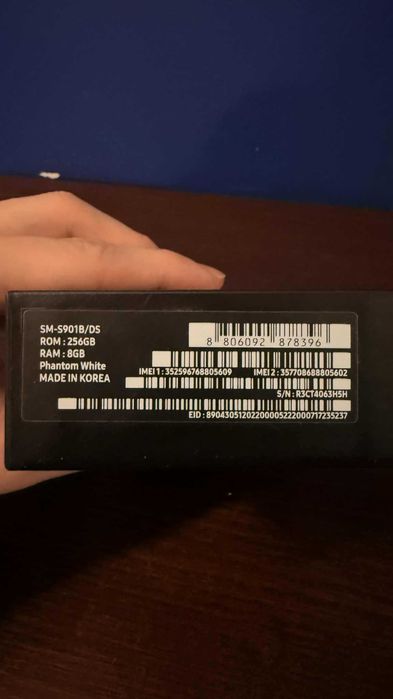 SM-S901B/DS
ROM : 256GB
RAM : 8GB
Phantom White
MADE IN KOREA
8 806092 878396
IMEI 1 : 352596768805609 IMEI 2 : 357708688805602
S/N : R3CT4063H5H
EID : 89043051202200005222000717235237